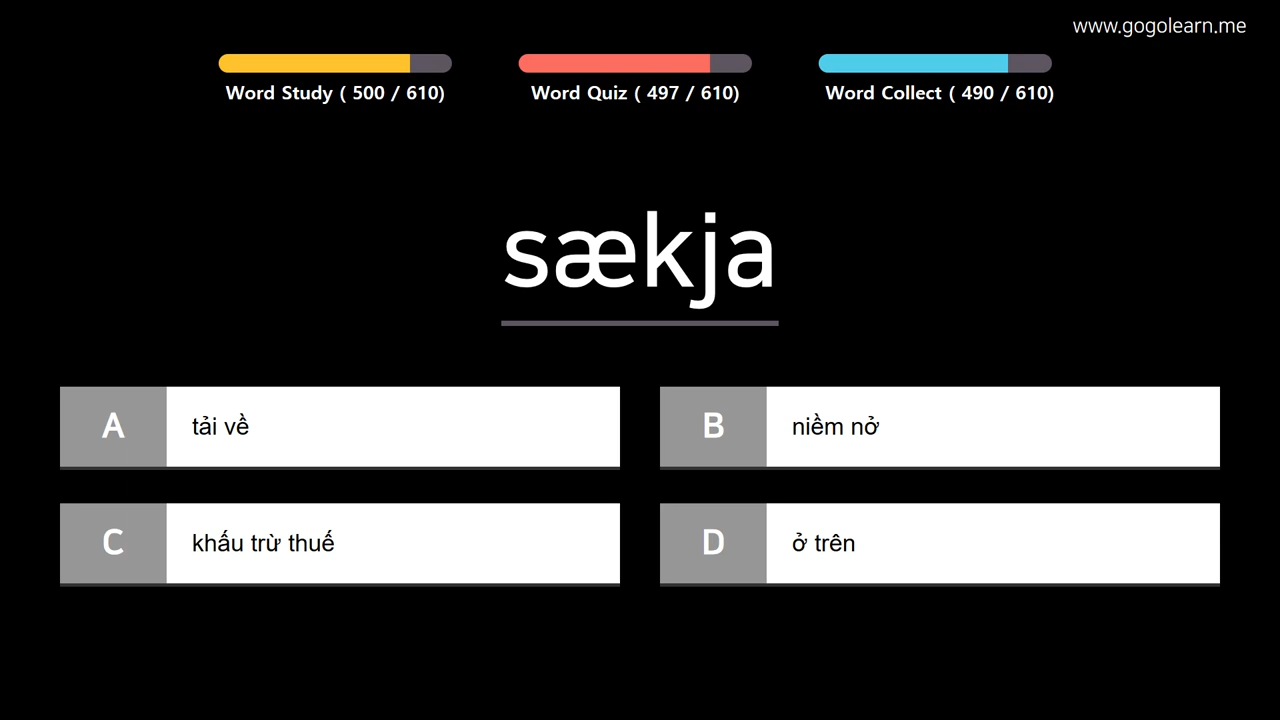 www.gogolearn.me
Word Study ( 500 / 610)
Word Quiz ( 497 / 610)
Word Collect ( 490 / 610)
sækja
A tải về
B niềm nở
C khấu trừ thuế
D ở trên